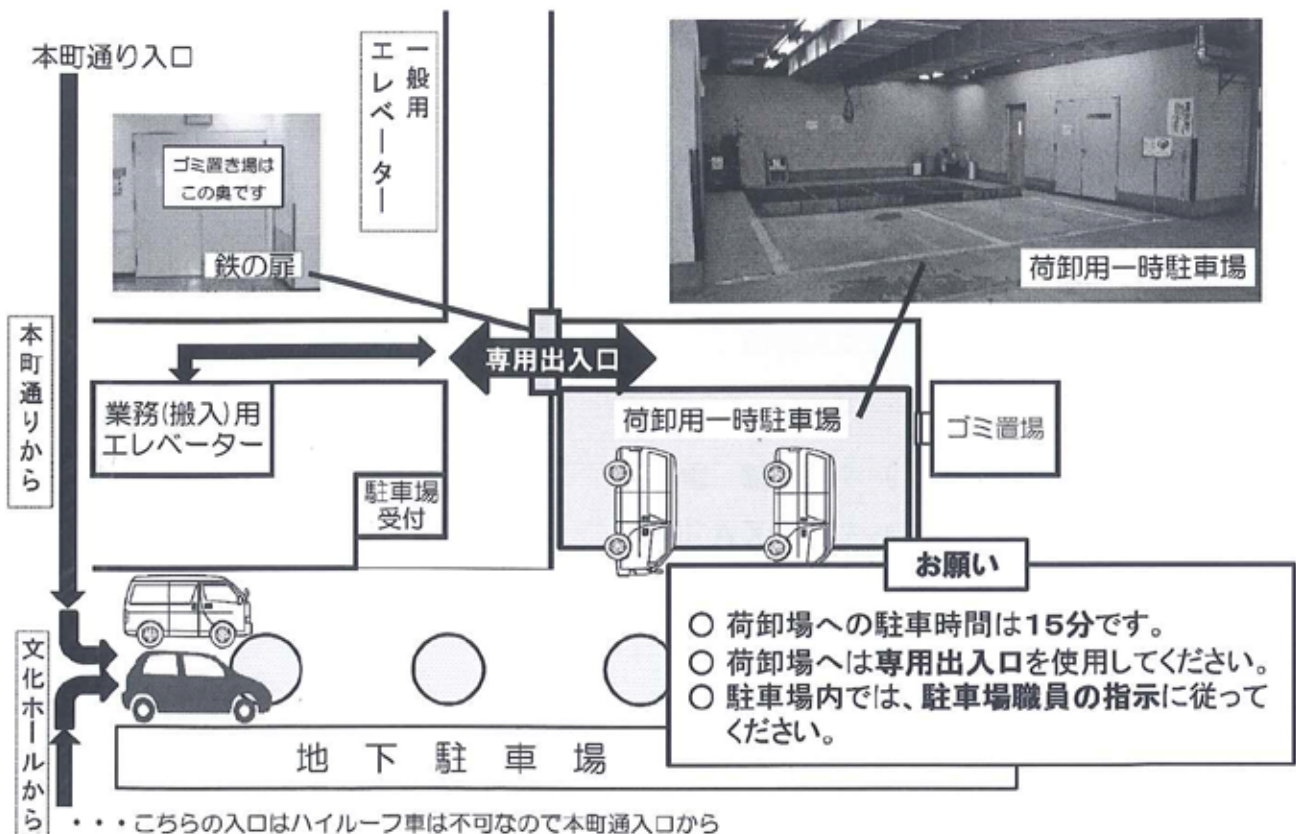 本町通り入口
一般用
エレベーター
ゴミ置き場は
この奥です
鉄の扉
荷卸用一時駐車場
本町通りから
専用出入口
業務(搬入)用
エレベーター
荷卸用一時駐車場
ゴミ置場
駐車場
受付
お願い
○ 荷卸場への駐車時間は15分です。
○ 荷卸場へは専用出入口を使用してください。
○ 駐車場内では、駐車場職員の指示に従って
ください。
文化ホールから
地下駐車場
・・・こちらの入口はハイルーフ車は不可なので本町通入口から